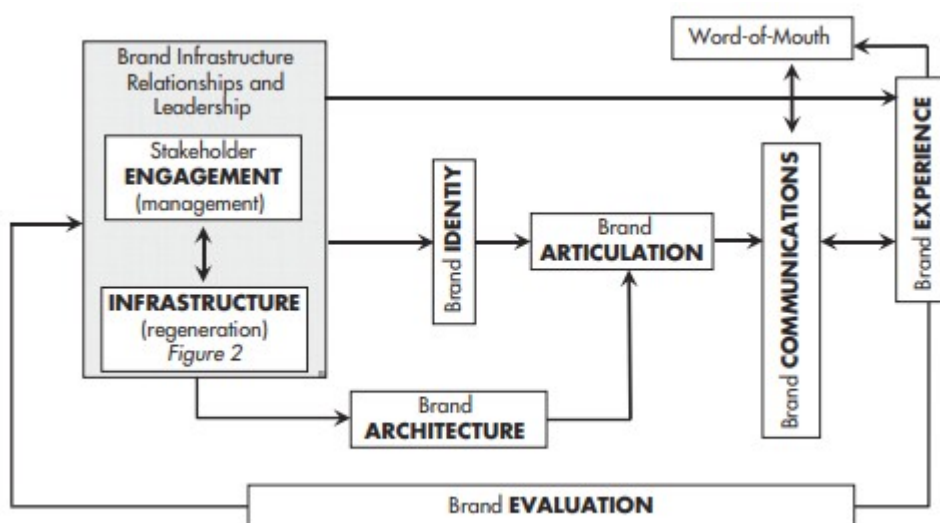 Brand Infrastructure
Relationships and
Leadership
Stakeholder
ENGAGEMENT
(management)
INFRASTRUCTURE
(regeneration)
Figure 2
Brand IDENTIY
Brand
ARCHITECTURE
Brand
ARTICULATION
Word-of-Mouth
Brand COMMUNICATIONS
Brand EXPERIENCE
Brand EVALUATION